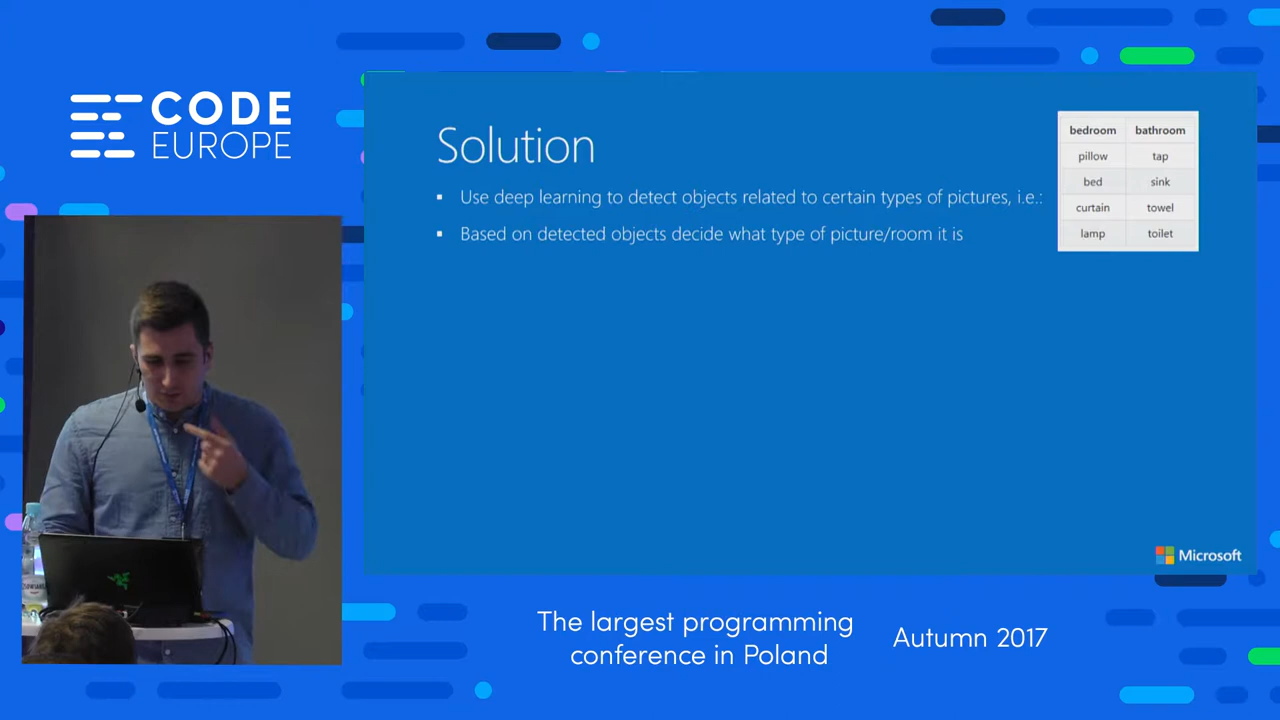 CODE
EUROPE
Solution
Use deep learning to detect objects related to certain types of pictures, i.e.:
Based on detected objects decide what type of picture/room it is
bedroom bathroom
pillow tap
bed sink
curtain towel
lamp toilet
Microsoft
The largest programming
conference in Poland
Autumn 2017